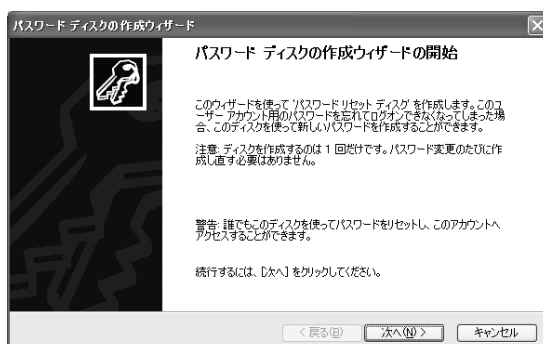 パスワード ディスクの作成ウィザード
パスワード ディスクの作成ウィザードの開始
このウィザードを使って 'パスワード リセット ディスク' を作成します。このユ
ーザー アカウント用のパスワードを忘れてログオンできなくなってしまった場
合、このディスクを使って新しいパスワードを作成することができます。
注意: ディスクを作成するのは 1 回だけです。パスワード変更のたびに作
成し直す必要はありません。
警告: 誰でもこのディスクを使ってパスワードをリセットし、このアカウントへ
アクセスすることができます。
続行するには、[次へ] をクリックしてください。
< 戻る(B)
次へ(N) >
キャンセル